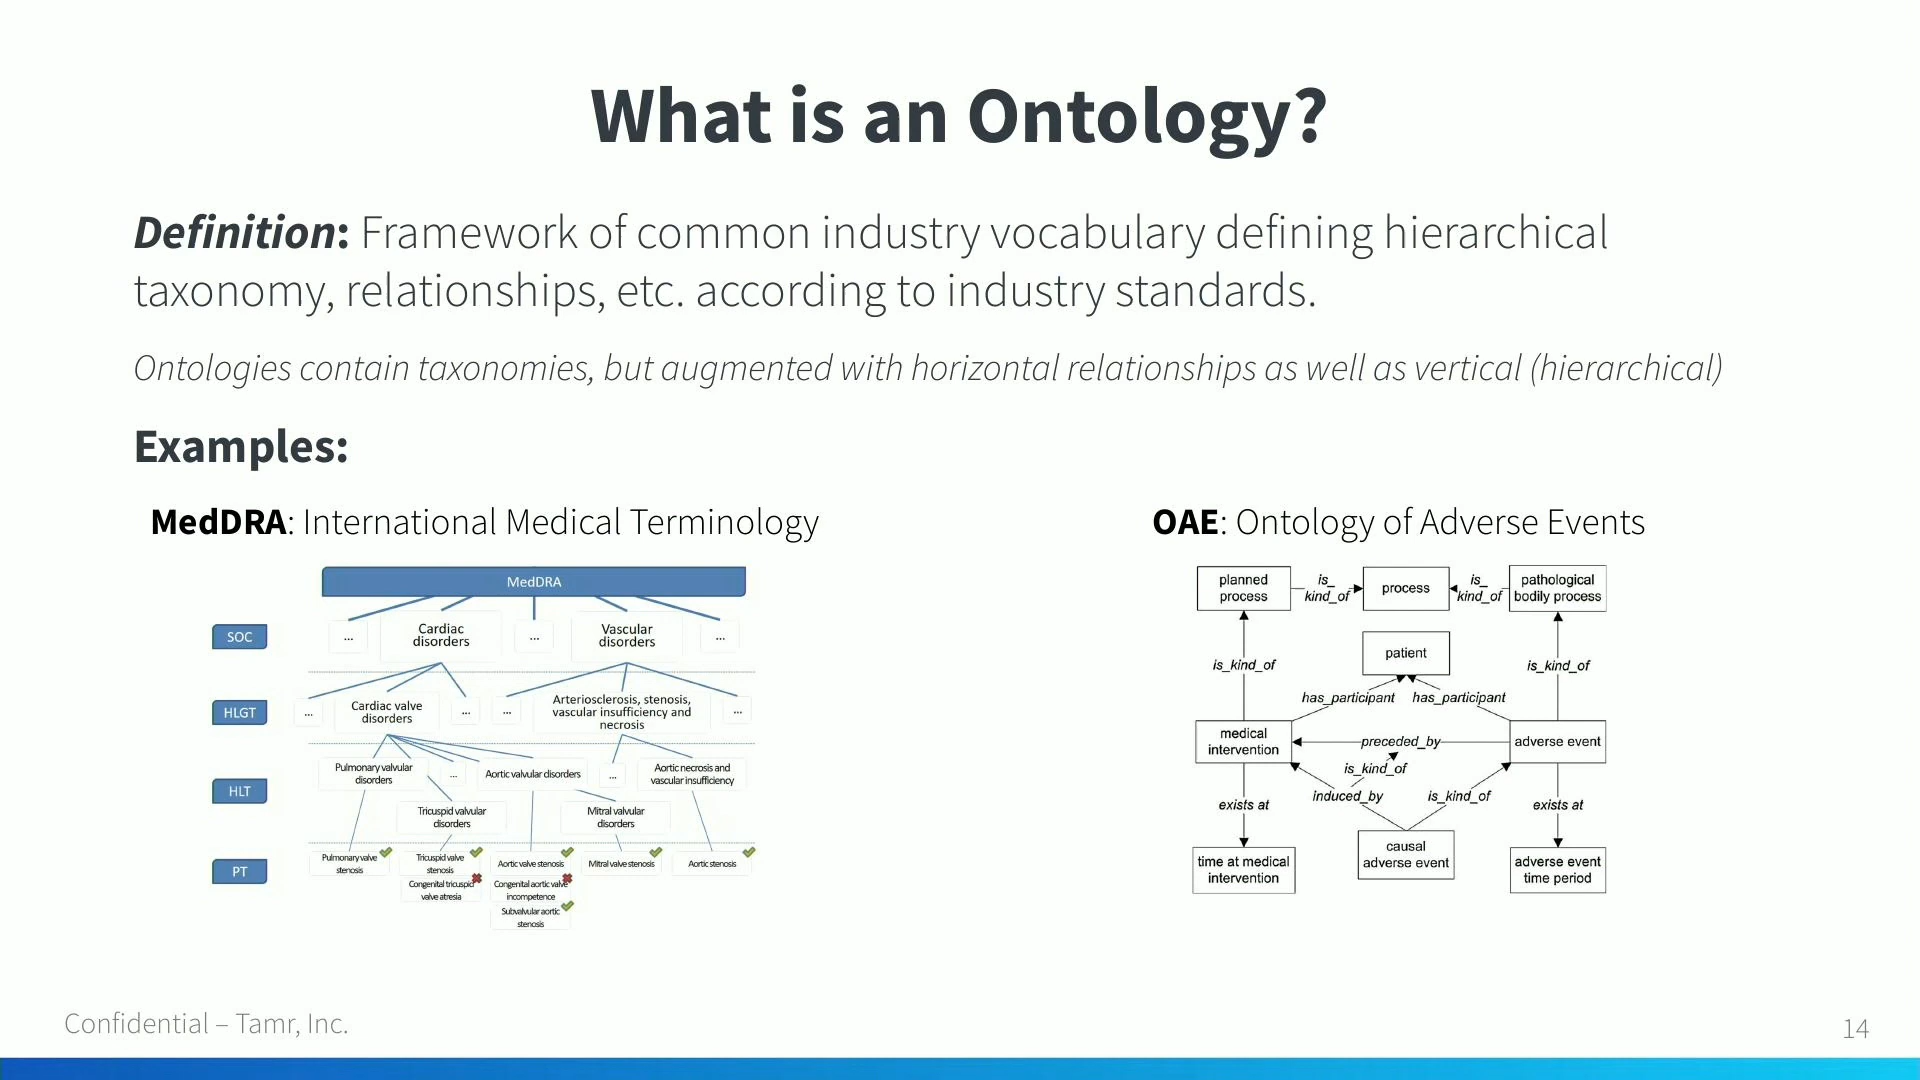 What is an Ontology?
Definition: Framework of common industry vocabulary defining hierarchical
taxonomy, relationships, etc. according to industry standards.
Ontologies contain taxonomies, but augmented with horizontal relationships as well as vertical (hierarchical)
Examples:
MedDRA: International Medical Terminology
MedDRA
SOC
...
Cardiac
disorders
...
Vascular
disorders
...
HLGT
...
Cardiac valve
disorders
...
...
Arteriosclerosis, stenosis,
vascular insufficiency and
necrosis
...
HLT
Pulmonary valvular
disorders
...
Aortic valvular disorders
...
Aortic necrosis and
vascular insufficiency
Tricuspid valvular
disorders
Mitral valvular
disorders
PT
Pulmonary valve
stenosis
Tricuspid valve
stenosis
Aortic valve stenosis
Mitral valve stenosis
Aortic stenosis
Congenital tricuspid
valve atresia
Congenital aortic valve
incompetence
Subvalvular aortic
stenosis
OAE: Ontology of Adverse Events
planned
process
is_
kind_of
process
is_
kind_of
pathological
bodily process
patient
is_kind_of
is_kind_of
has_participant
has_participant
medical
intervention
preceded_by
adverse event
is_kind_of
induced_by
is_kind_of
exists at
exists at
causal
adverse event
time at medical
intervention
adverse event
time period
Confidential – Tamr, Inc.
14